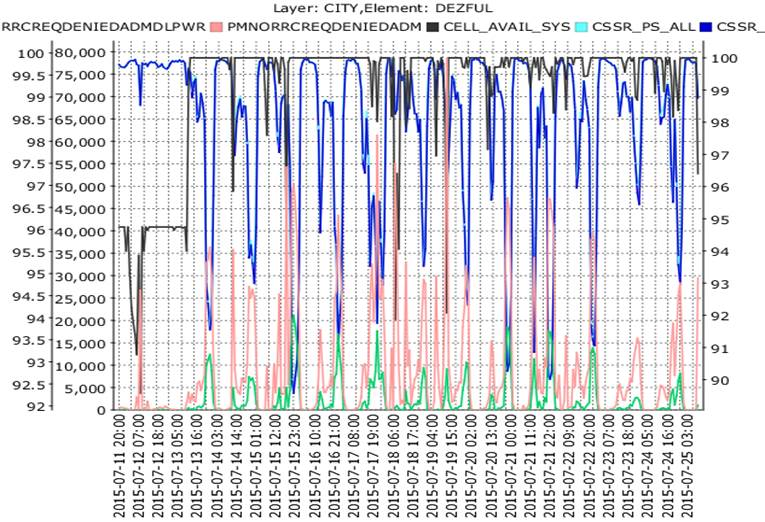 Layer: CITY,Element: DEZFUL
RRCREQDENIEDADMDLPWR PMNORRCREQDENIEDADM CELL_AVAIL_SYS CSSR_PS_ALL CSSR_
100 80,000 100
99.5 75,000
99 70,000 99
98.5 65,000
98 60,000 98
97.5 55,000 97
97 50,000
96.5 45,000 96
96 40,000 95
95.5 35,000 94
95 30,000
94.5 25,000 93
94 20,000 92
93.5 15,000
93 10,000 91
92.5 5,000 90
92 0
2015-07-11 20:00
2015-07-12 07:00
2015-07-12 18:00
2015-07-13 05:00
2015-07-13 16:00
2015-07-14 03:00
2015-07-14 14:00
2015-07-15 01:00
2015-07-15 12:00
2015-07-15 23:00
2015-07-16 10:00
2015-07-16 21:00
2015-07-17 08:00
2015-07-17 19:00
2015-07-18 06:00
2015-07-18 17:00
2015-07-19 04:00
2015-07-19 15:00
2015-07-20 02:00
2015-07-20 13:00
2015-07-21 00:00
2015-07-21 11:00
2015-07-21 22:00
2015-07-22 09:00
2015-07-22 20:00
2015-07-23 07:00
2015-07-23 18:00
2015-07-24 05:00
2015-07-24 16:00
2015-07-25 03:00